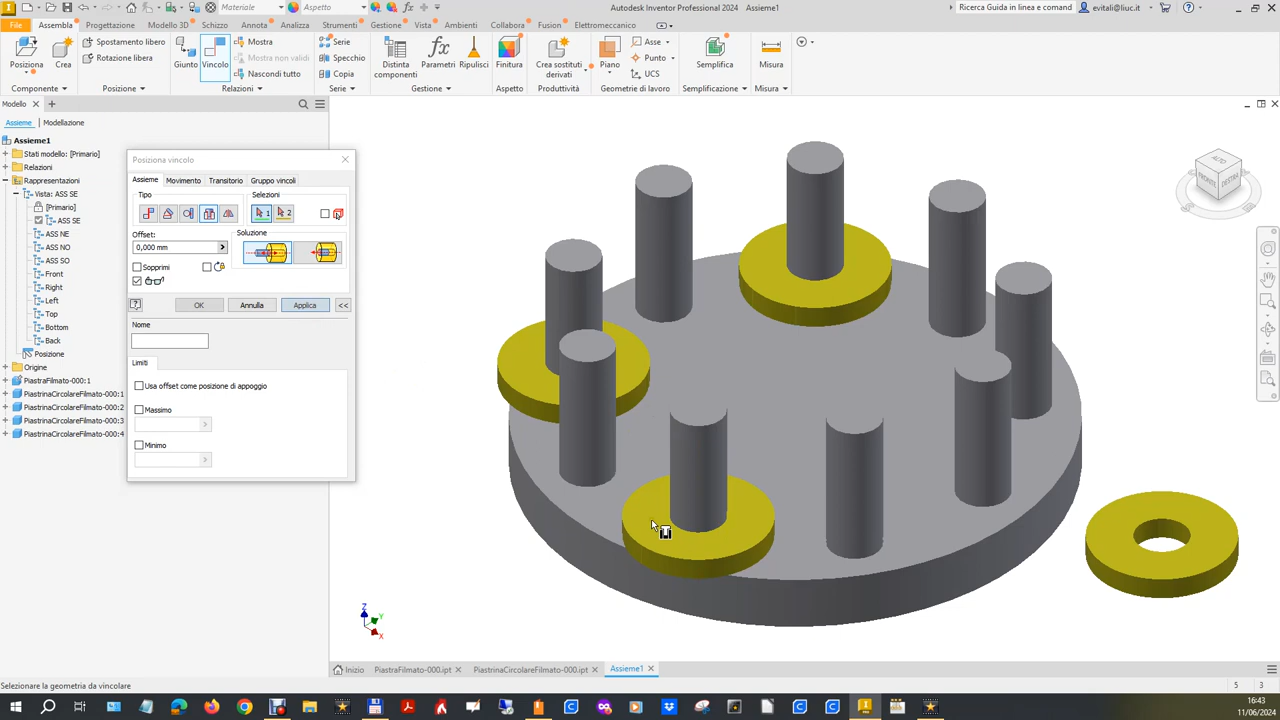 Materiale
Aspetto
Autodesk Inventor Professional 2024 Assieme1
Ricerca Guida in linea e comand
evitali@liuc.it
File
Assembla
Progettazione
Modello 3D
Schizzo
Annota
Analizza
Strumenti
Gestione
Vista
Ambienti
Collabora
Fusion
Elettromeccanico
Posiziona
Crea
Spostamento libero
Rotazione libera
Giunto
Vincolo
Mostra
Mostra non validi
Nascondi tutto
Serie
Specchio
Copia
Distinta
componenti
fx
Parametri
Ripulisci
Finitura
Crea sostituti
derivati
Piano
Asse
Punto
UCS
Semplifica
Misura
Componente
Posizione
Relazioni
Serie
Gestione
Aspetto
Produttività
Geometrie di lavoro
Semplificazione
Misura
Modello
Assieme
Modellazione
Assieme1
Stati modello: [Primario]
Relazioni
Rappresentazioni
Vista: ASS SE
[Primario]
ASS SE
ASS NE
ASS NO
ASS SO
Front
Right
Left
Top
Bottom
Back
Posizione
Origine
PiastraFilmato-000:1
PiastrinaCircolareFilmato-000:1
PiastrinaCircolareFilmato-000:2
PiastrinaCircolareFilmato-000:3
PiastrinaCircolareFilmato-000:4
Posiziona vincolo
Assieme
Movimento
Transitorio
Gruppo vincoli
Tipo
Selezioni
1
2
Offset:
0,000 mm
Soluzione
Sopprimi
OK
Annulla
Applica
<<
Nome
Limiti
Usa offset come posizione di appoggio
Massimo
Minimo
ALTO
FRONTE
DESTRA
Z
Y
X
Inizio
PiastraFilmato-000.ipt
PiastrinaCircolareFilmato-000.ipt
Assieme1
Selezionare la geometria da vincolare
5
3
16:43
11/06/2024